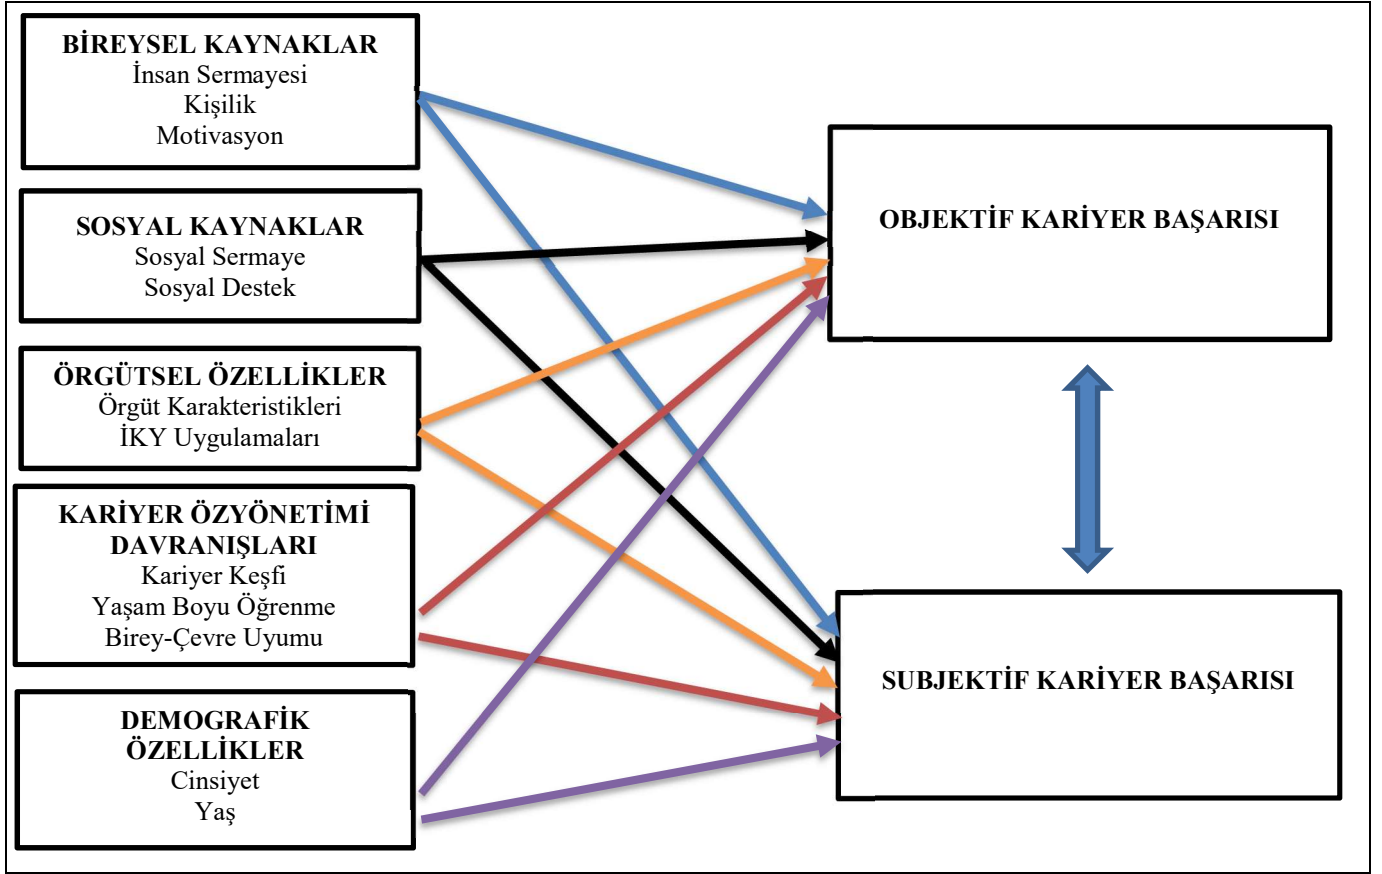 BİREYSEL KAYNAKLAR
İnsan Sermayesi
Kişilik
Motivasyon
SOSYAL KAYNAKLAR
Sosyal Sermaye
Sosyal Destek
ÖRGÜTSEL ÖZELLİKLER
Örgüt Karakteristikleri
İKY Uygulamaları
KARİYER ÖZYÖNETİMİ
DAVRANIŞLARI
Kariyer Keşfi
Yaşam Boyu Öğrenme
Birey-Çevre Uyumu
DEMOGRAFİK
ÖZELLİKLER
Cinsiyet
Yaş
OBJEKTİF KARİYER BAŞARISI
SUBJEKTİF KARİYER BAŞARISI